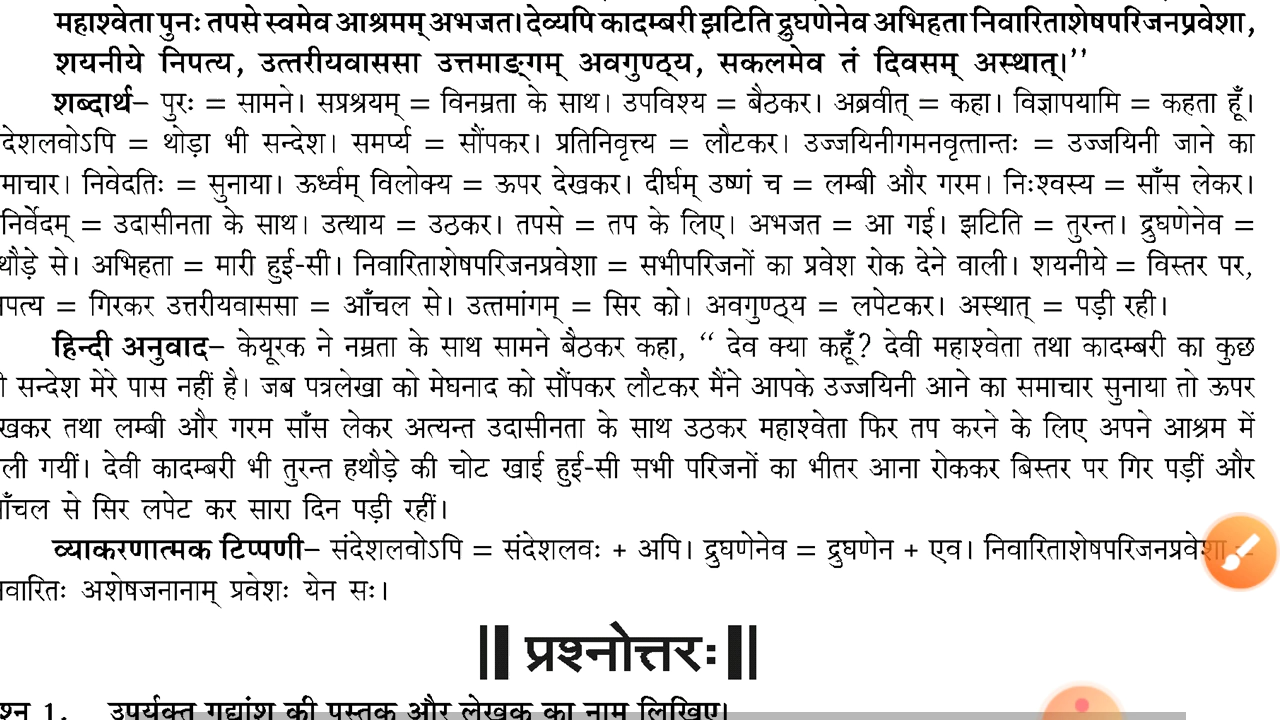 महाश्वेता पुनः तपसे स्वमेव आश्रमम् अभजत। देव्यपि कादम्बरी झटिति द्रुघणेनेव अभिहता निवारिताशेषपरिजनप्रवेशा,
शयनीये निपत्य, उत्तरीयवाससा उत्तमाङ्गम् अवगुण्ठ्य, सकलमेव तं दिवसम् अस्थात्।’’
शब्दार्थ– पुरः = सामने। सप्रश्रयम् = विनम्रता के साथ। उपविश्य = बैठकर। अब्रवीत् = कहा। विज्ञापयामि = कहता हूँ।
देशलवोऽपि = थोड़ा भी सन्देश। समर्प्य = सौंपकर। प्रतिनिवृत्त्य = लौटकर। उज्जयिनीगमनवृत्तान्तः = उज्जयिनी जाने का
माचार। निवेदतिः = सुनाया। ऊर्ध्वम् विलोक्य = ऊपर देखकर। दीर्घम् उष्णं च = लम्बी और गरम। निःश्वस्य = साँस लेकर।
निर्वेदम् = उदासीनता के साथ। उत्थाय = उठकर। तपसे = तप के लिए। अभजत = आ गई। झटिति = तुरन्त। द्रुघणेनेव =
थौड़े से। अभिहता = मारी हुई-सी। निवारिताशेषपरिजनप्रवेशा = सभीपरिजनों का प्रवेश रोक देने वाली। शयनीये = विस्तर पर,
पत्य = गिरकर उत्तरीयवाससा = आँचल से। उत्तमांगम् = सिर को। अवगुण्ठ्य = लपेटकर। अस्थात् = पड़ी रही।
हिन्दी अनुवाद– केयूरक ने नम्रता के साथ सामने बैठकर कहा, ‘‘ देव क्या कहूँ? देवी महाश्वेता तथा कादम्बरी का कुछ
ी सन्देश मेरे पास नहीं है। जब पत्रलेखा को मेघनाद को सौंपकर लौटकर मैंने आपके उज्जयिनी आने का समाचार सुनाया तो ऊपर
खकर तथा लम्बी और गरम साँस लेकर अत्यन्त उदासीनता के साथ उठकर महाश्वेता फिर तप करने के लिए अपने आश्रम में
ली गयीं। देवी कादम्बरी भी तुरन्त हथौड़े की चोट खाई हुई-सी सभी परिजनों का भीतर आना रोककर बिस्तर पर गिर पड़ीं और
ाँचल से सिर लपेट कर सारा दिन पड़ी रहीं।
व्याकरणात्मक टिप्पणी– संदेशलवोऽपि = संदेशलवः + अपि। द्रुघणेनेव = द्रुघणेन + एव। निवारिताशेषपरिजनप्रवेशा =
वारितः अशेषजनानाम् प्रवेशः येन सः।
प्रश्नोत्तरः
श्न 1. उपर्युक्त गद्यांश की पुस्तक और लेखक का नाम लिखिए।